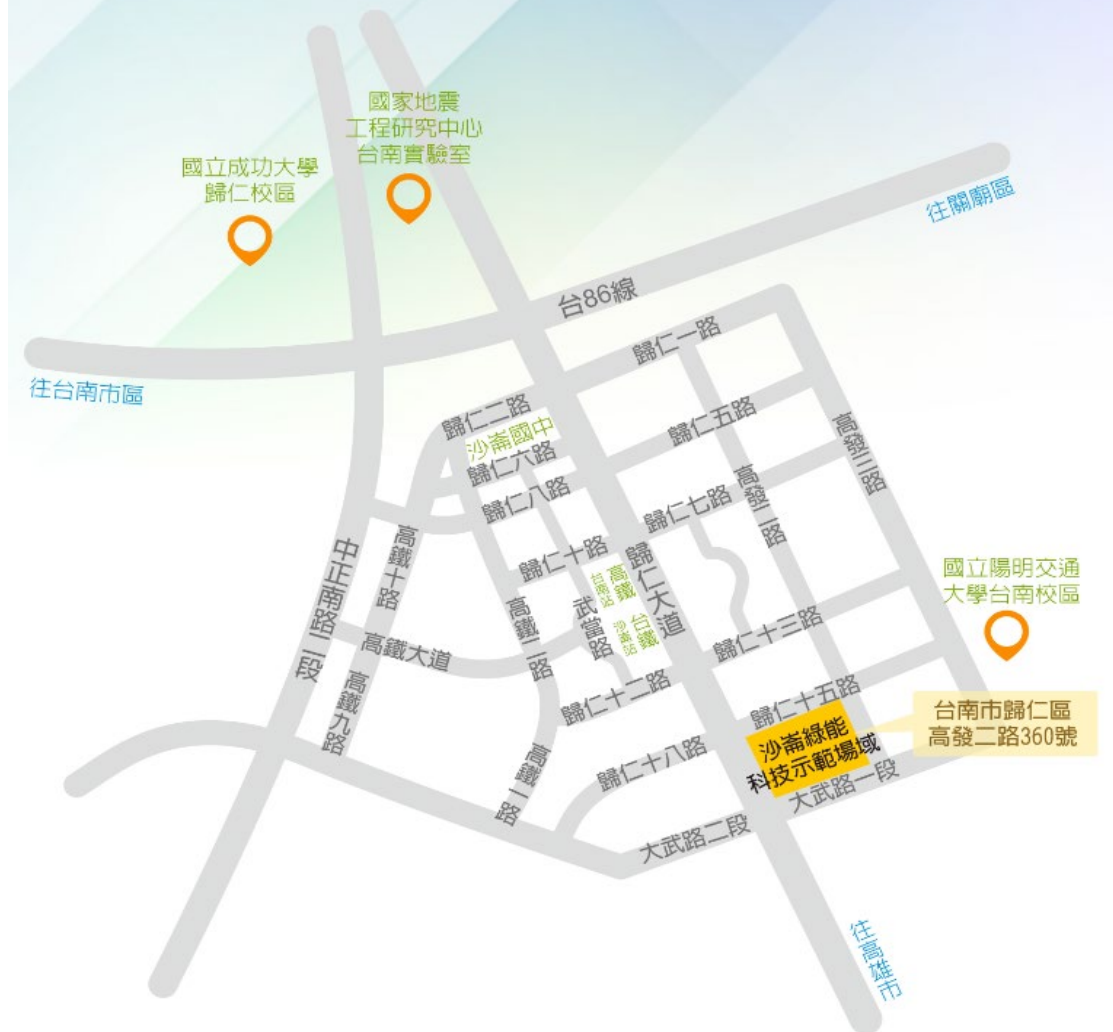 國家地震
工程研究中心
台南實驗室
國立成功大學
歸仁校區
往關廟區
台86線
往台南市區
歸仁一路
歸仁二路
沙崙國中
歸仁五路
高發三路
歸仁六路
歸仁八路
歸仁七路
高發二路
中正南路二段
高鐵十路
歸仁十路
歸仁大道
高鐵
台南站
武當路
台鐵
沙崙站
高鐵二路
國立陽明交通
大學台南校區
歸仁十三路
高鐵大道
高鐵九路
歸仁十二路
歸仁十五路
台南市歸仁區
高發二路360號
沙崙綠能
科技示範場域
高鐵一路
歸仁十八路
大武路一段
大武路二段
往高雄市